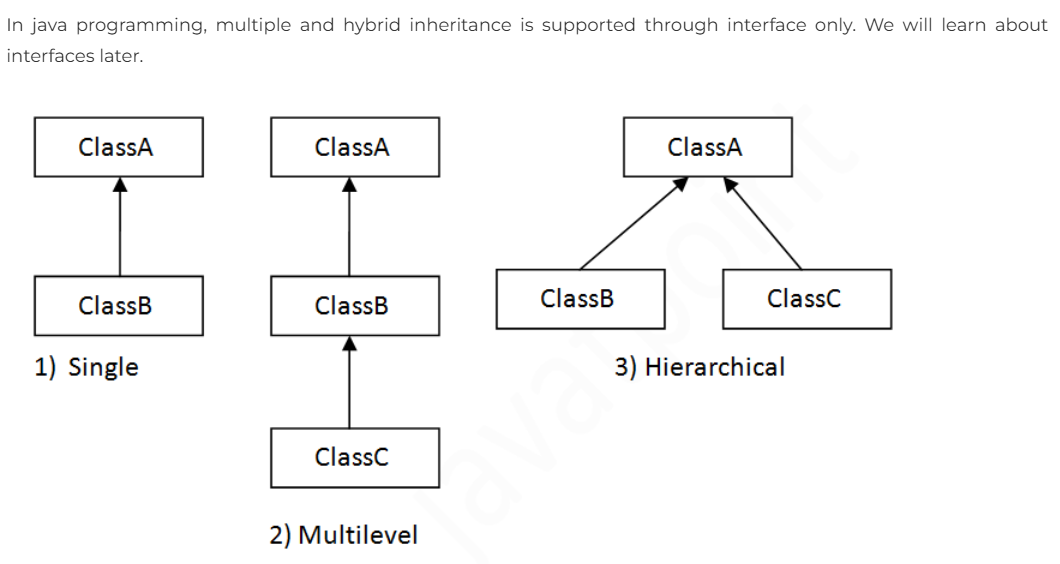 In java programming, multiple and hybrid inheritance is supported through interface only. We will learn about
interfaces later.
ClassA
ClassB
1) Single
ClassA
ClassB
ClassC
2) Multilevel
ClassA
ClassB
ClassC
3) Hierarchical